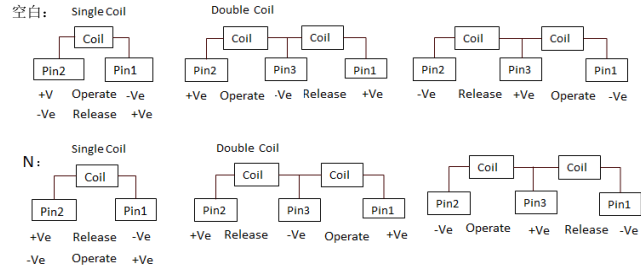 空白: Single Coil Double Coil
Coil Coil Coil Coil Coil
Pin2 Pin1 Pin2 Pin3 Pin1 Pin2 Pin3 Pin1
+V Operate -Ve +Ve Operate -Ve Release +Ve -Ve Release +Ve Operate -Ve
-Ve Release +Ve
N: Single Coil Double Coil
Coil Coil Coil Coil Coil
Pin2 Pin1 Pin2 Pin3 Pin1 Pin2 Pin3 Pin1
+Ve Release -Ve +Ve Release -Ve Operate +Ve -Ve Operate +Ve Release -Ve
-Ve Operate +Ve